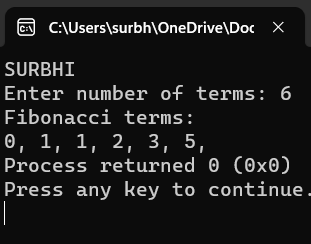 C:\Users\surbh\OneDrive\Doc
SURBHI
Enter number of terms: 6
Fibonacci terms:
0, 1, 1, 2, 3, 5,
Process returned 0 (0x0)
Press any key to continue.